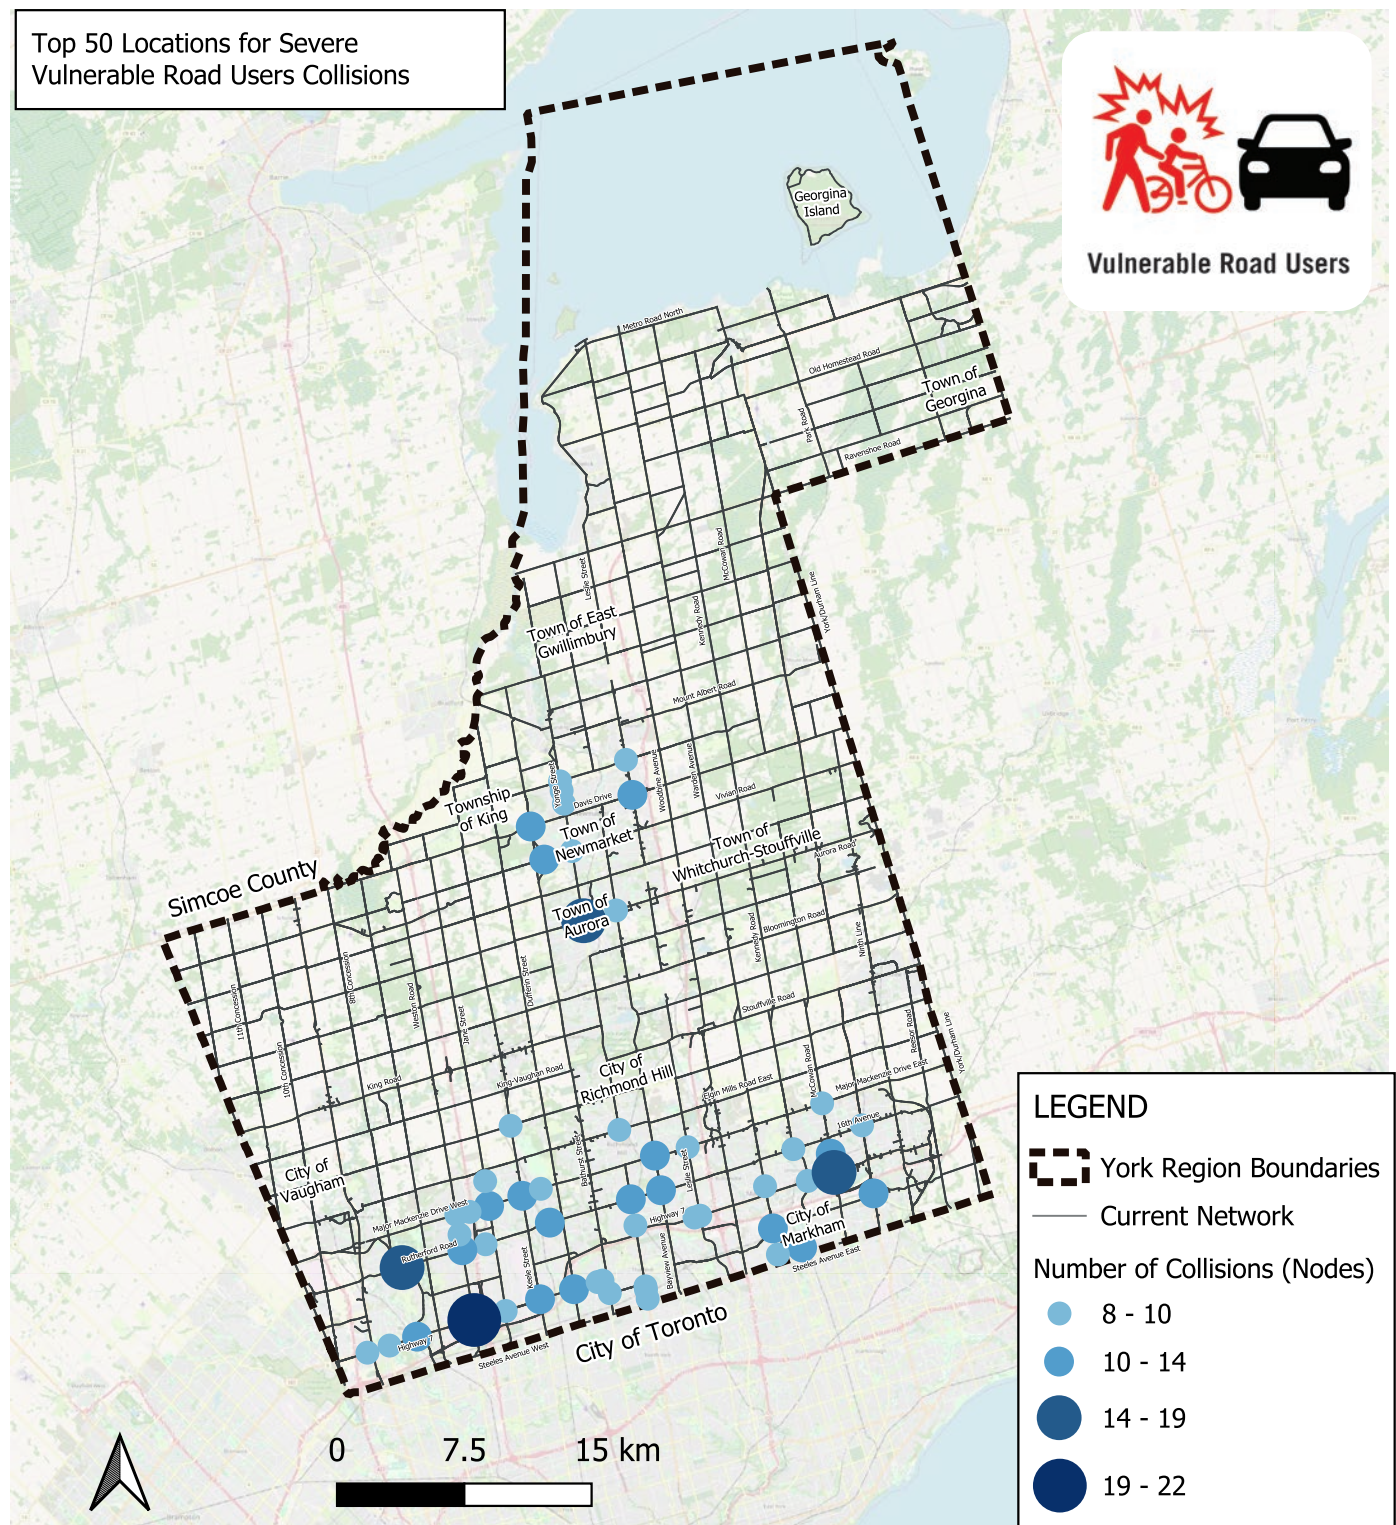 Top 50 Locations for Severe
Vulnerable Road Users Collisions
Vulnerable Road Users
Georgina
Island
Metro Road North
Old Homestead Road
Town of
Georgina
Park Road
Ravenshoe Road
McCowan Road
Leslie Street
York/Durham Line
Kennedy Road
Town of East
Gwillimbury
Mount Albert Road
Woodbine Avenue
Warden Avenue
Yonge Street
Davis Drive
Vivian Road
Township
of King
Town of
Newmarket
Town of
Whitchurch-Stouffville
Aurora Road
Simcoe County
Town of
Aurora
Kennedy Road
Bloomington Road
Ninth Line
8th Concession
Dufferin Street
11th Concession
Weston Road
Jane Street
Stouffville Road
Reesor Road
York/Durham Line
10th Concession
King Road
King-Vaughan Road
City of
Richmond Hill
Elgin Mills Road East
McCowan Road
Major Mackenzie Drive East
16th Avenue
Bathurst Street
Leslie Street
City of
Vaugham
Major Mackenzie Drive West
Highway 7
City of
Markham
Rutherford Road
Keele Street
Bayview Avenue
Steeles Avenue East
Highway 7
Steeles Avenue West
City of Toronto
0 7.5 15 km
LEGEND
York Region Boundaries
Current Network
Number of Collisions (Nodes)
8 - 10
10 - 14
14 - 19
19 - 22